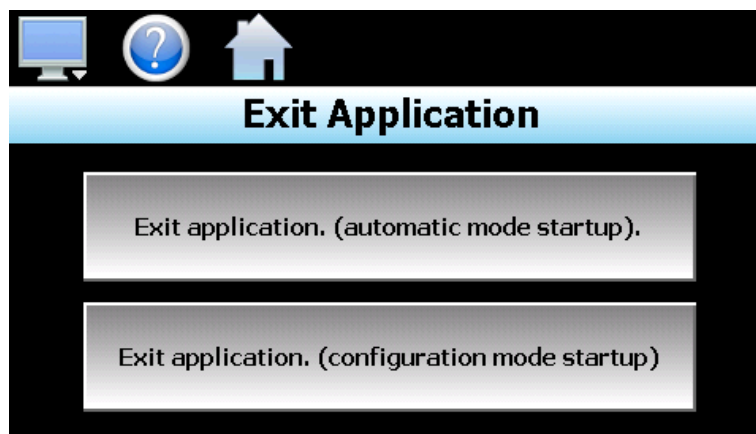 ?
Exit Application
Exit application. (automatic mode startup).
Exit application. (configuration mode startup)